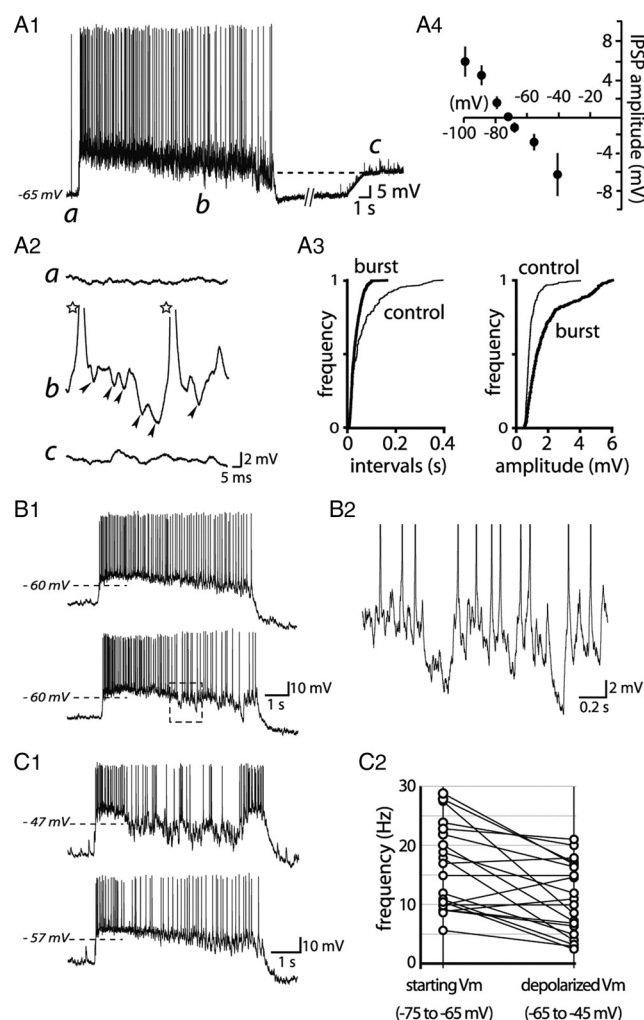 A1
-65 mV
a
b
c
5 mV
1 s
A4
IPSP amplitude (mV)
8
4
-4
-8
-60 -40 -20
(mV)
-100 -80
A2
a
b
c
2 mV
5 ms
A3
burst
control
frequency
1
0
0 0.2 0.4
intervals (s)
control
burst
frequency
1
0
0 2 4 6
amplitude (mV)
B1
-60 mV
-60 mV
10 mV
1 s
B2
2 mV
0.2 s
C1
-47 mV
-57 mV
10 mV
1 s
C2
frequency (Hz)
30
20
10
0
starting Vm
(-75 to -65 mV)
depolarized Vm
(-65 to -45 mV)